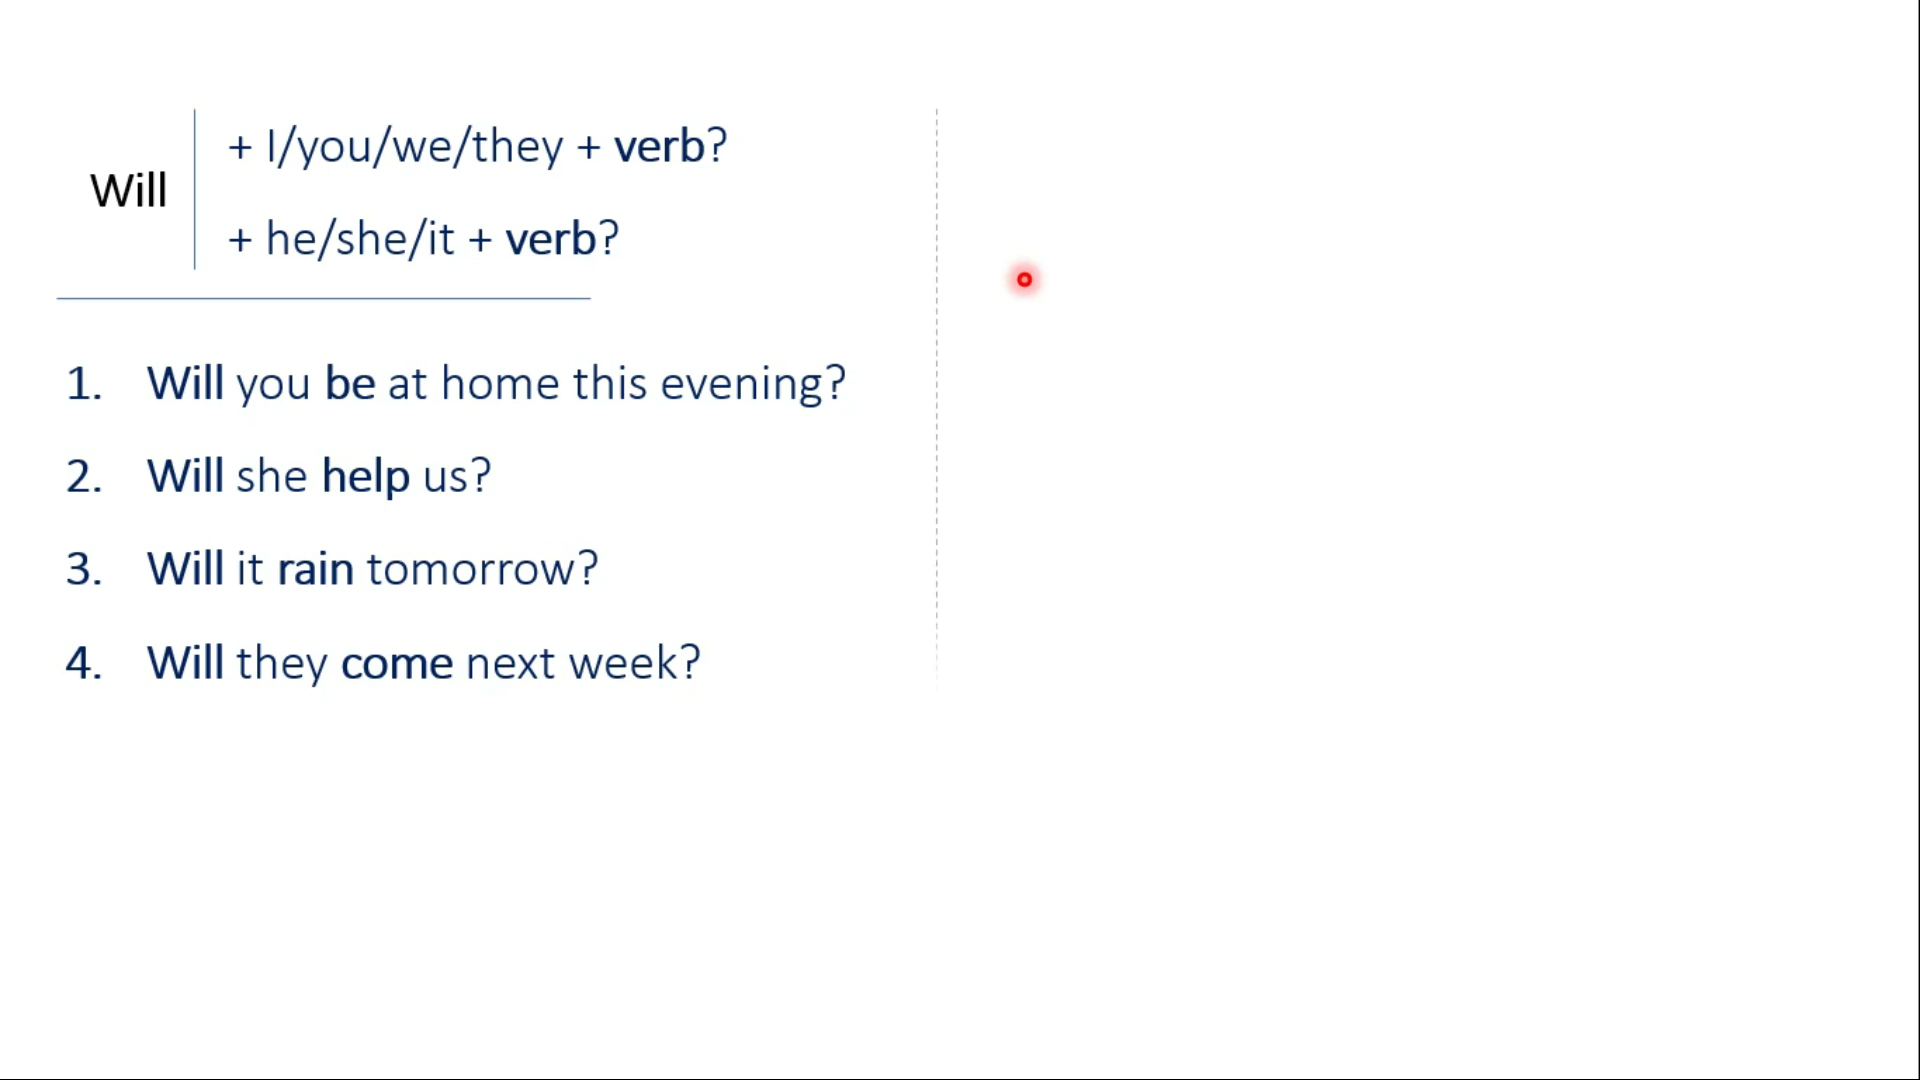 Will
+ I/you/we/they + verb?
+ he/she/it + verb?
1. Will you be at home this evening?
2. Will she help us?
3. Will it rain tomorrow?
4. Will they come next week?